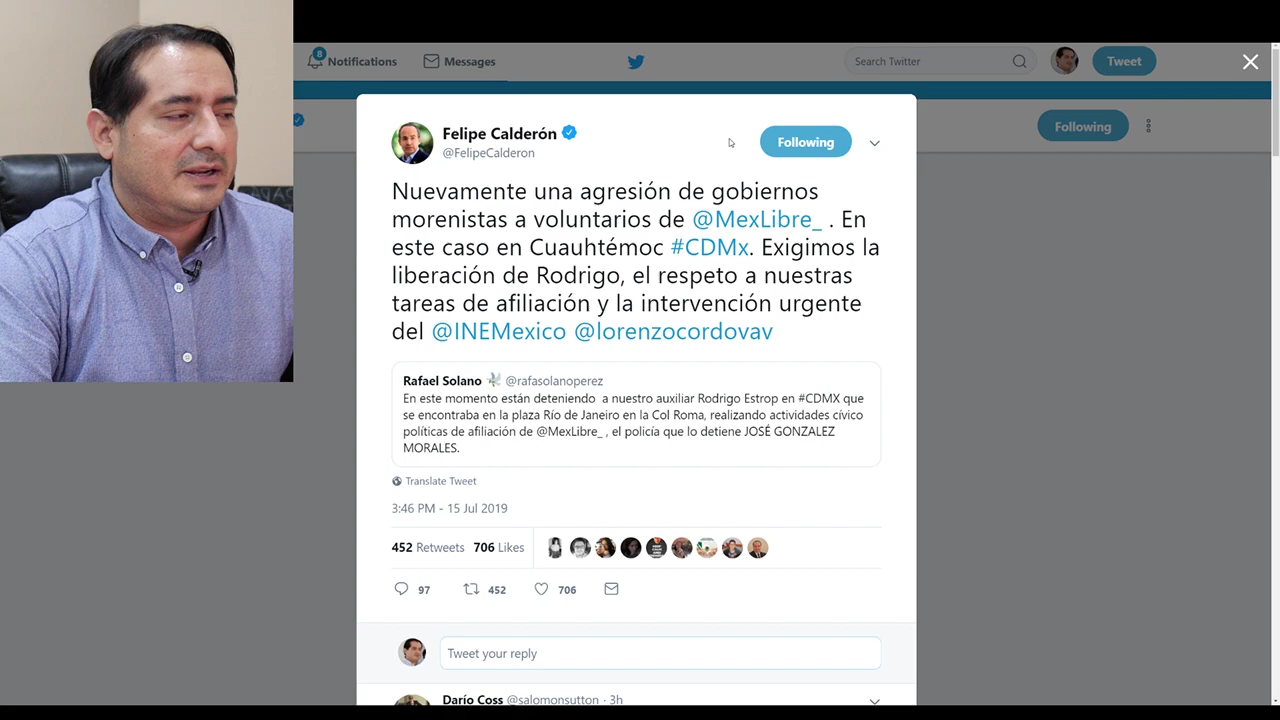 8
Notifications
Messages
Search Twitter
Tweet
Following
Felipe Calderón
@FelipeCalderon
Following
Nuevamente una agresión de gobiernos
morenistas a voluntarios de @MexLibre_ . En
este caso en Cuauhtémoc #CDMx. Exigimos la
liberación de Rodrigo, el respeto a nuestras
tareas de afiliación y la intervención urgente
del @INEMexico @lorenzocordovav
Rafael Solano @rafasolanoperez
En este momento están deteniendo a nuestro auxiliar Rodrigo Estrop en #CDMX que
se encontraba en la plaza Río de Janeiro en la Col Roma, realizando actividades cívico
políticas de afiliación de @MexLibre_ , el policía que lo detiene JOSÉ GONZALEZ
MORALES.
Translate Tweet
3:46 PM - 15 Jul 2019
452 Retweets 706 Likes
97 452 706
Tweet your reply
Darío Coss @salomonsutton · 3h